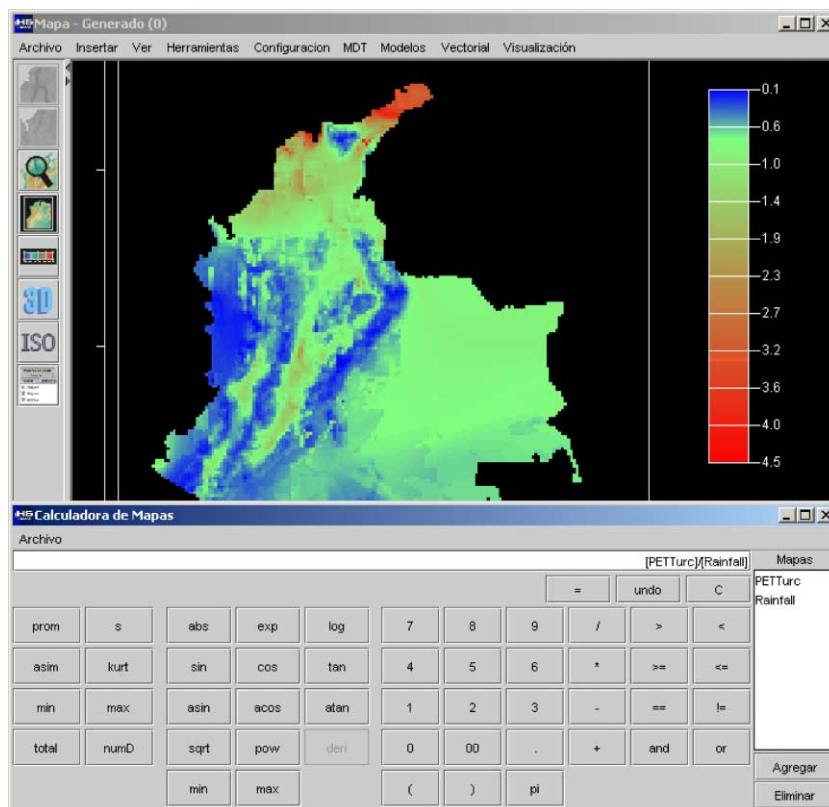 Mapa - Generado (0)
Archivo Insertar Ver Herramientas Configuracion MDT Modelos Vectorial Visualización
0.1
0.6
1.0
1.4
1.9
2.3
2.7
3.2
3.6
4.0
4.5
3D
ISO
Calculadora de Mapas
Archivo
[PETTurc]/[Rainfall]
Mapas
= undo C
PETTurc
Rainfall
prom s abs exp log 7 8 9 / > <
asim kurt sin cos tan 4 5 6 * >= <=
min max asin acos atan 1 2 3 - == !=
total numD sqrt pow deri 0 00 . + and or
min max ( ) pi
Agregar
Eliminar